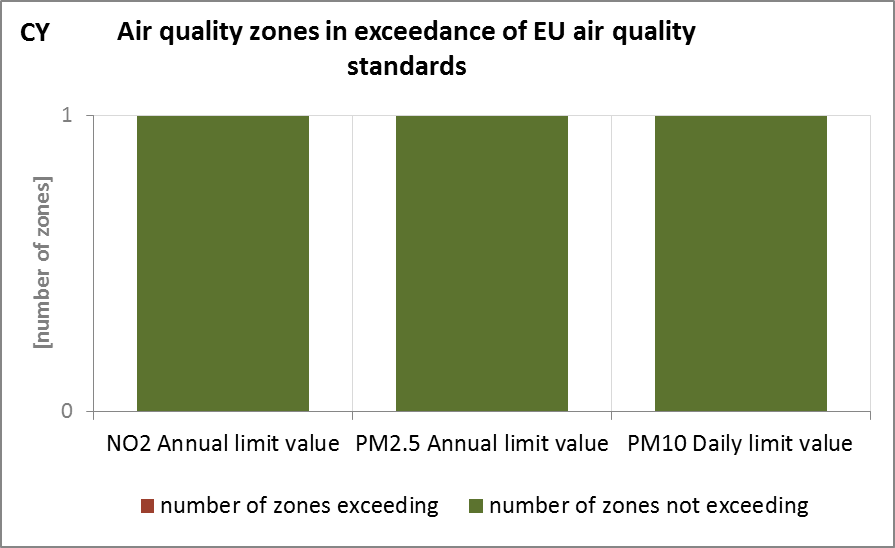 CY
Air quality zones in exceedance of EU air quality
standards
1
[number of zones]
0
NO2 Annual limit value
PM2.5 Annual limit value
PM10 Daily limit value
number of zones exceeding
number of zones not exceeding